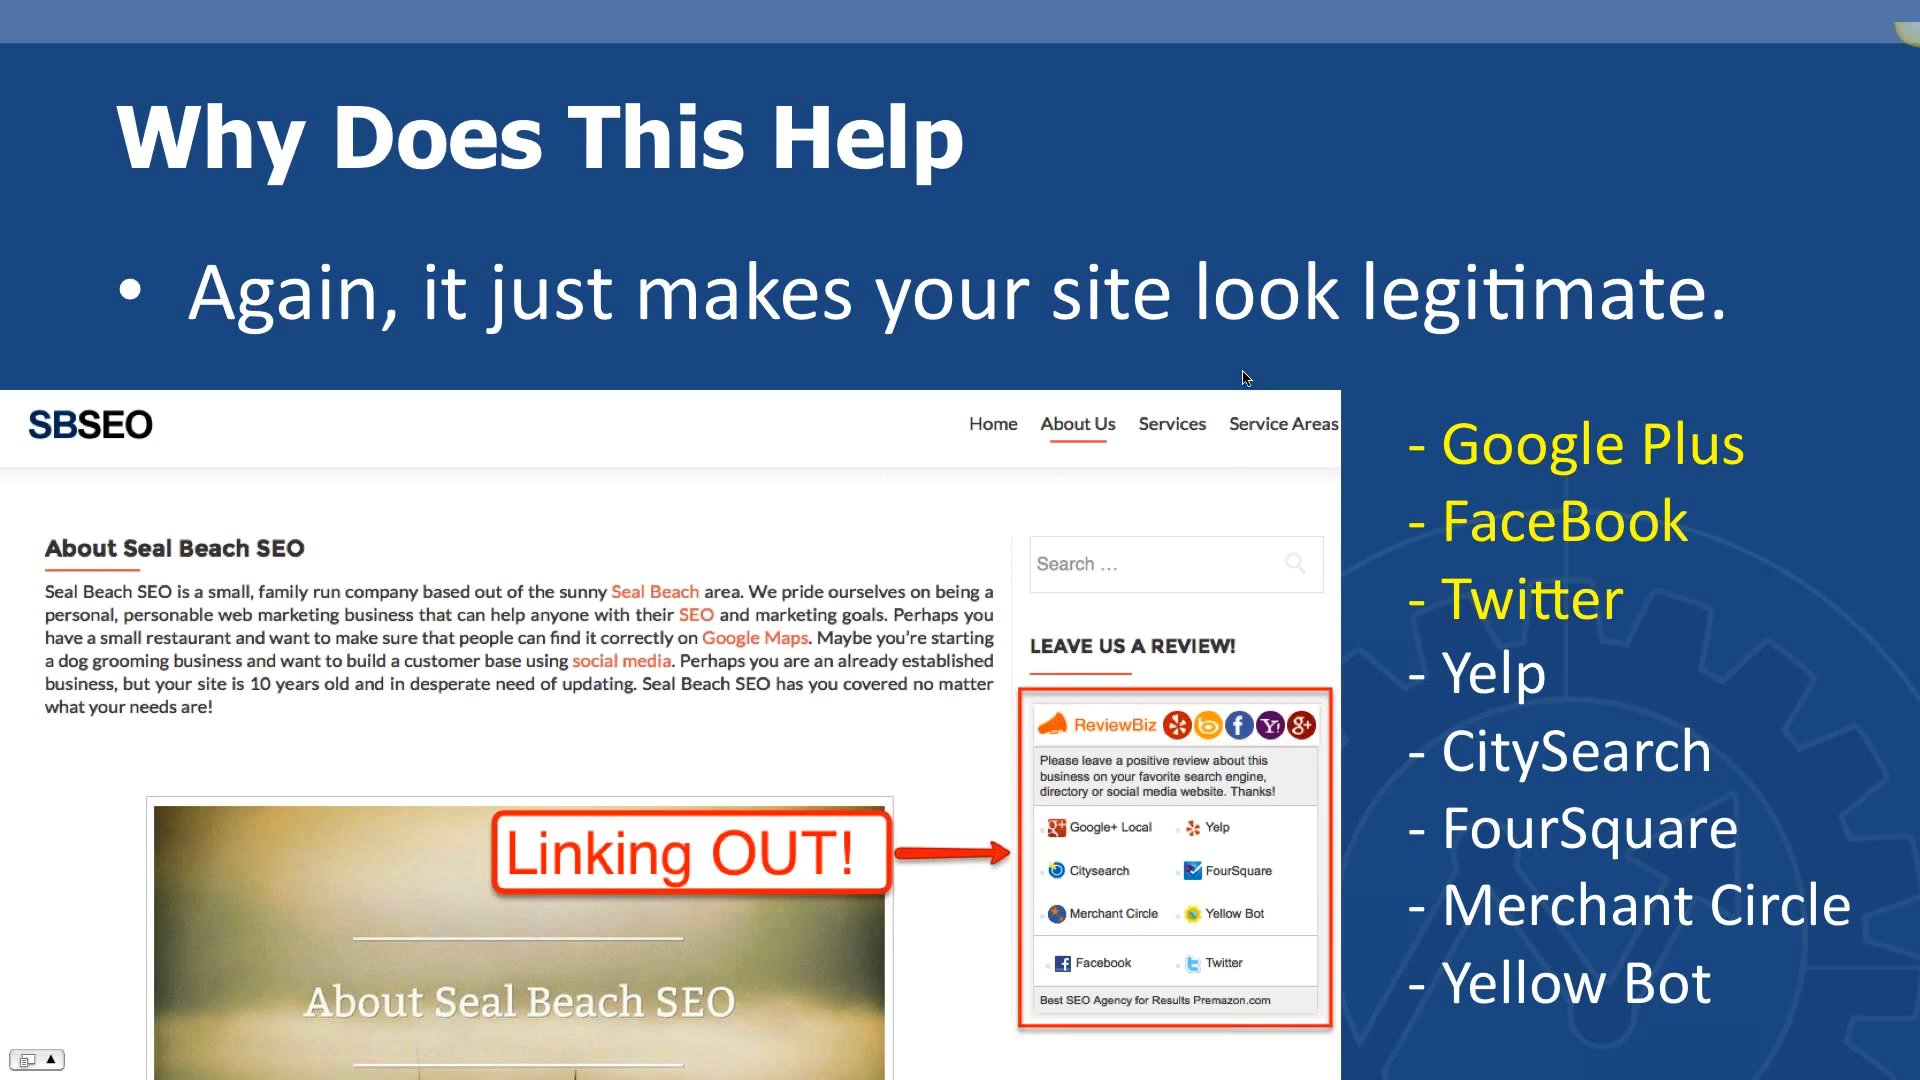 Why Does This Help
• Again, it just makes your site look legitimate.
SBSEO
Home About Us Services Service Areas
About Seal Beach SEO
Seal Beach SEO is a small, family run company based out of the sunny Seal Beach area. We pride ourselves on being a
personal, personable web marketing business that can help anyone with their SEO and marketing goals. Perhaps you
have a small restaurant and want to make sure that people can find it correctly on Google Maps. Maybe you're starting
a dog grooming business and want to build a customer base using social media. Perhaps you are an already established
business, but your site is 10 years old and in desperate need of updating. Seal Beach SEO has you covered no matter
what your needs are!
Linking OUT!
About Seal Beach SEO
Search ...
LEAVE US A REVIEW!
ReviewBiz
Please leave a positive review about this
business on your favorite search engine,
directory or social media website. Thanks!
Google+ Local Yelp
Citysearch FourSquare
Merchant Circle Yellow Bot
Facebook Twitter
Best SEO Agency for Results Premazon.com
- Google Plus
- FaceBook
- Twitter
- Yelp
- CitySearch
- FourSquare
- Merchant Circle
- Yellow Bot